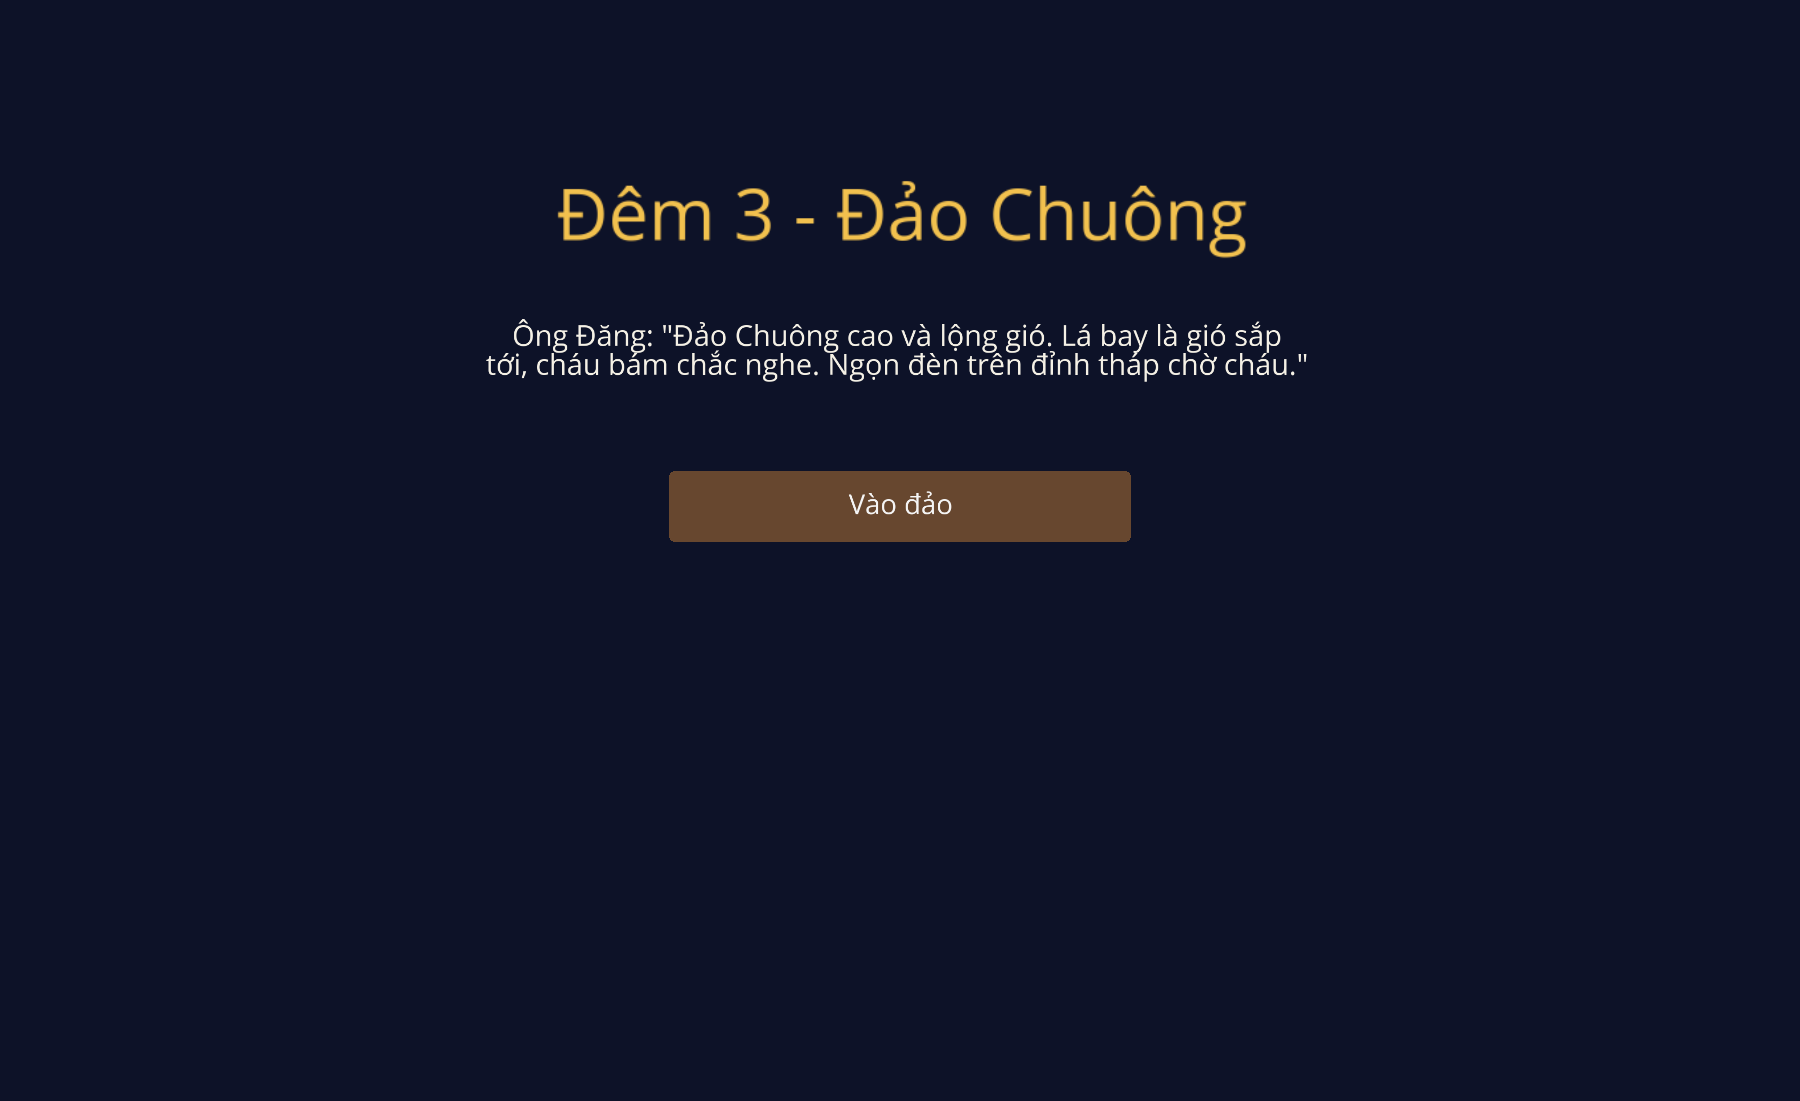 Đêm 3 - Đảo Chuông
Ông Đăng: "Đảo Chuông cao và lộng gió. Lá bay là gió sắp
tới, cháu bám chắc nghe. Ngọn đèn trên đỉnh tháp chờ cháu."
Vào đảo